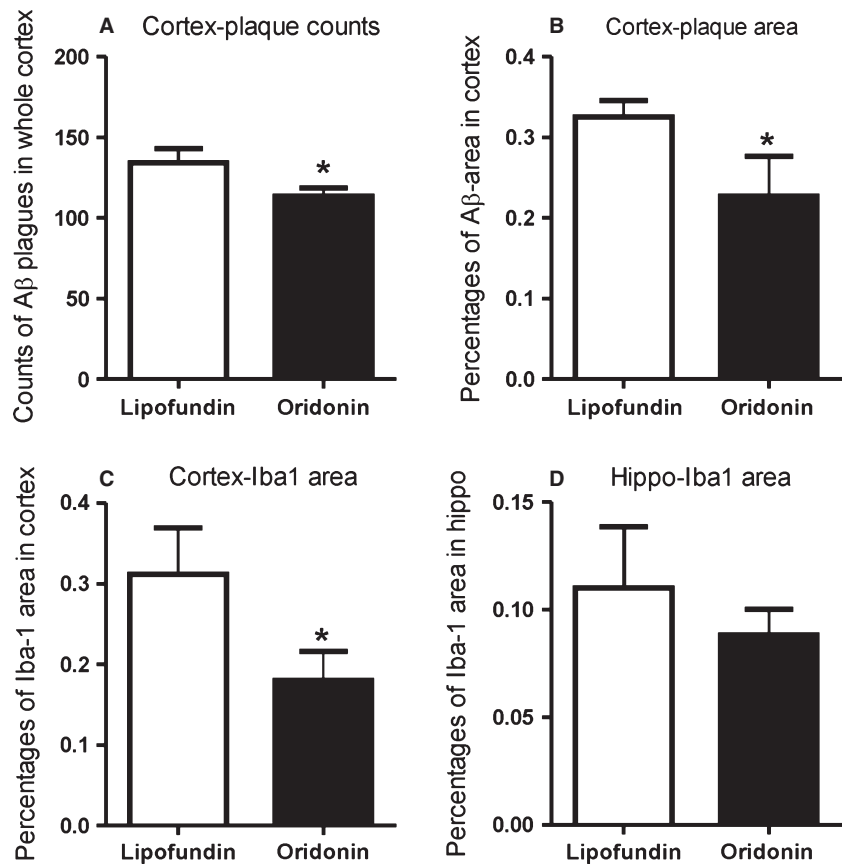 A Cortex-plaque counts
Counts of Aβ plagues in whole cortex
200
150
100
50
0
*
Lipofundin Oridonin
B Cortex-plaque area
Percentages of Aβ-area in cortex
0.4
0.3
0.2
0.1
0.0
*
Lipofundin Oridonin
C Cortex-Iba1 area
Percentages of Iba-1 area in cortex
0.4
0.3
0.2
0.1
0.0
*
Lipofundin Oridonin
D Hippo-Iba1 area
Percentages of Iba-1 area in hippo
0.15
0.10
0.05
0.00
Lipofundin Oridonin